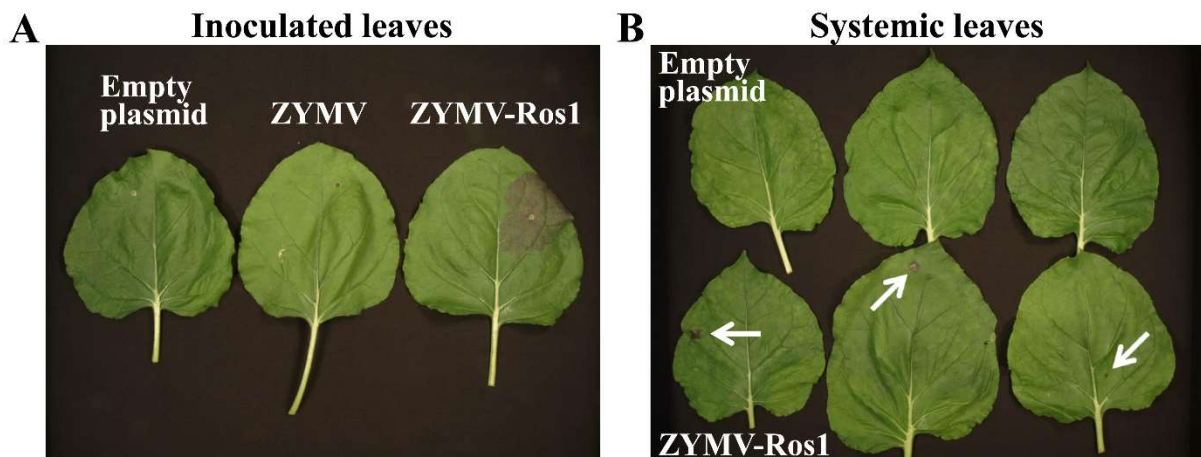 A
Inoculated leaves
Empty
plasmid
ZYMV
ZYMV-Ros1
B
Systemic leaves
Empty
plasmid
ZYMV-Ros1